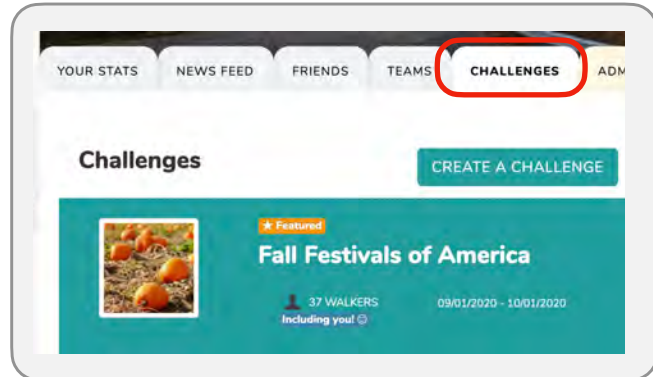 YOUR STATS NEWS FEED FRIENDS TEAMS CHALLENGES ADM
Challenges CREATE A CHALLENGE
★ Featured
Fall Festivals of America
37 WALKERS 09/01/2020 - 10/01/2020
Including you! ☺